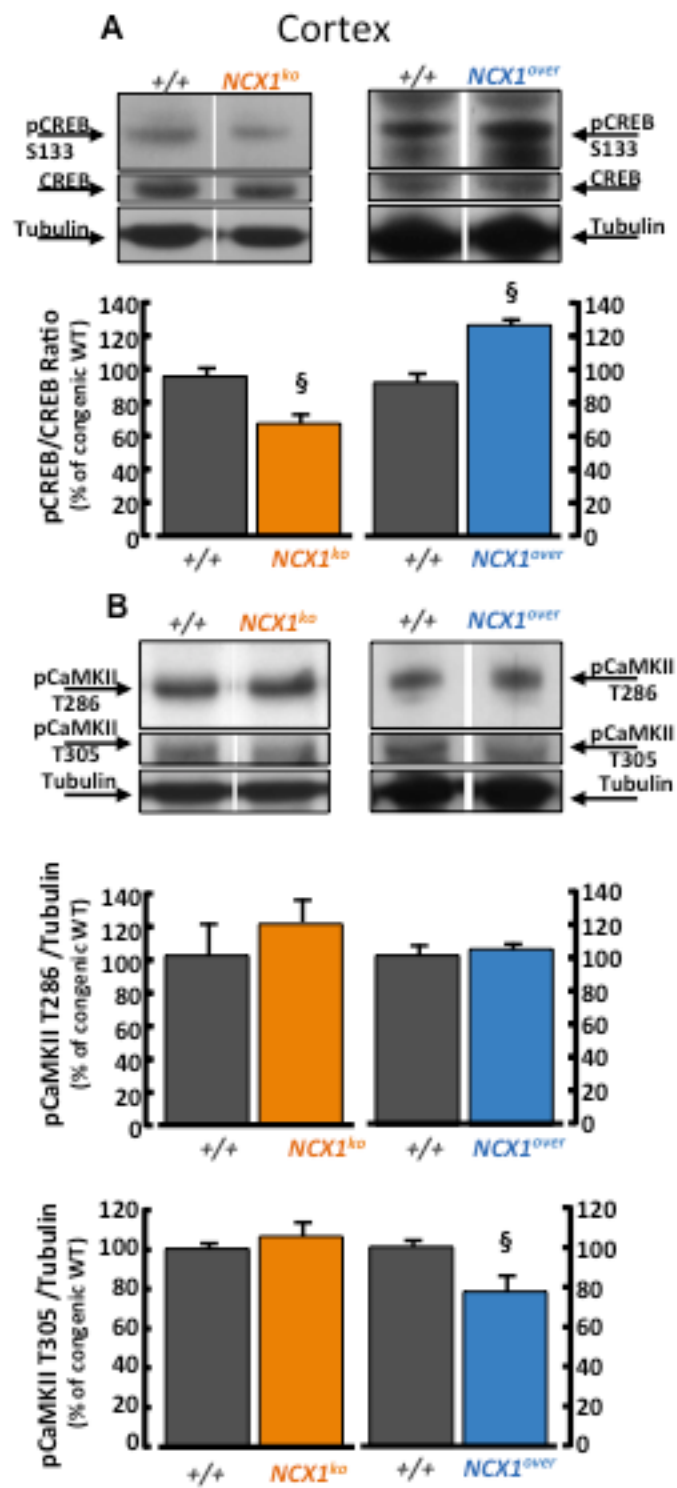 A Cortex
+/+ NCX1ko +/+ NCX1over
pCREB S133 pCREB S133
CREB CREB
Tubulin Tubulin
§
§
pCREB/CREB Ratio
(% of congenic WT)
140 140
120 120
100 100
80 80
60 60
40 40
20 20
0 0
+/+ NCX1ko +/+ NCX1over
B
+/+ NCX1ko +/+ NCX1over
pCaMKII T286 pCaMKII T286
pCaMKII T305 pCaMKII T305
Tubulin Tubulin
pCaMKII T286 /Tubulin
(% of congenic WT)
140 140
120 120
100 100
80 80
60 60
40 40
20 20
0 0
+/+ NCX1ko +/+ NCX1over
pCaMKII T305 /Tubulin
(% of congenic WT)
§
120 120
100 100
80 80
60 60
40 40
20 20
0 0
+/+ NCX1ko +/+ NCX1over